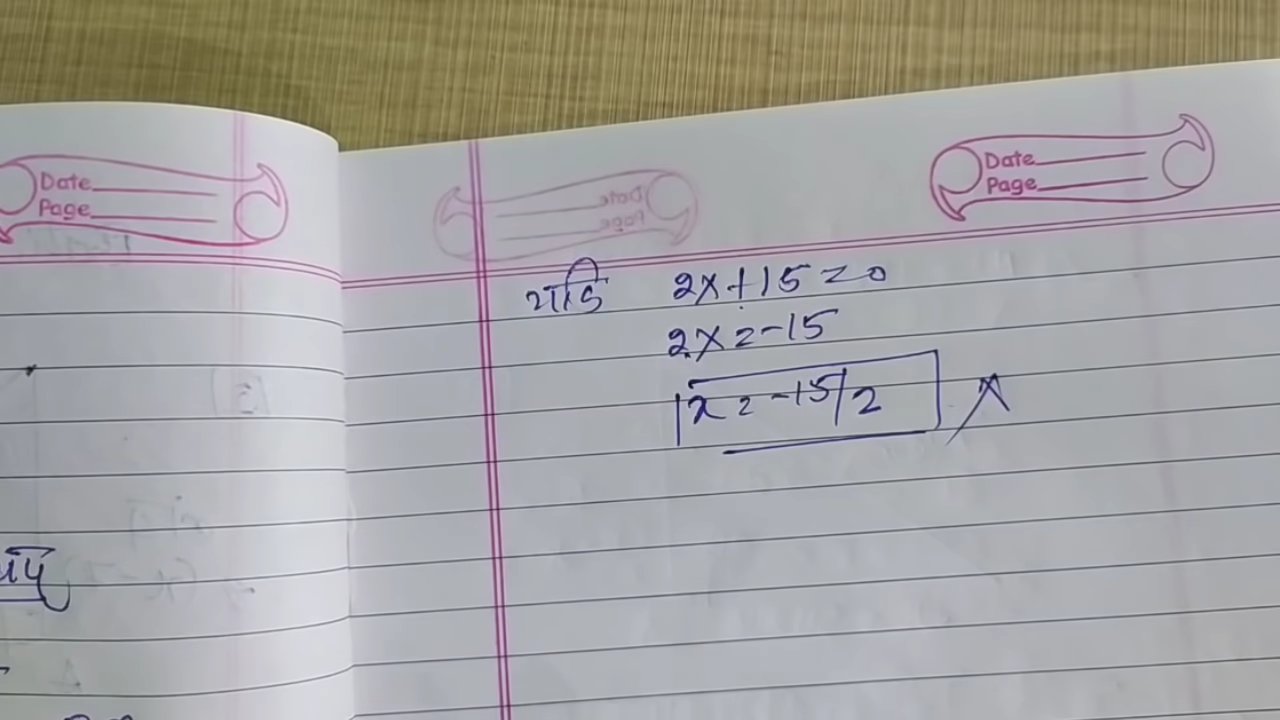 Date
Page
Date
Page
यदि 2x+15=0
2x=-15
x=-15/2